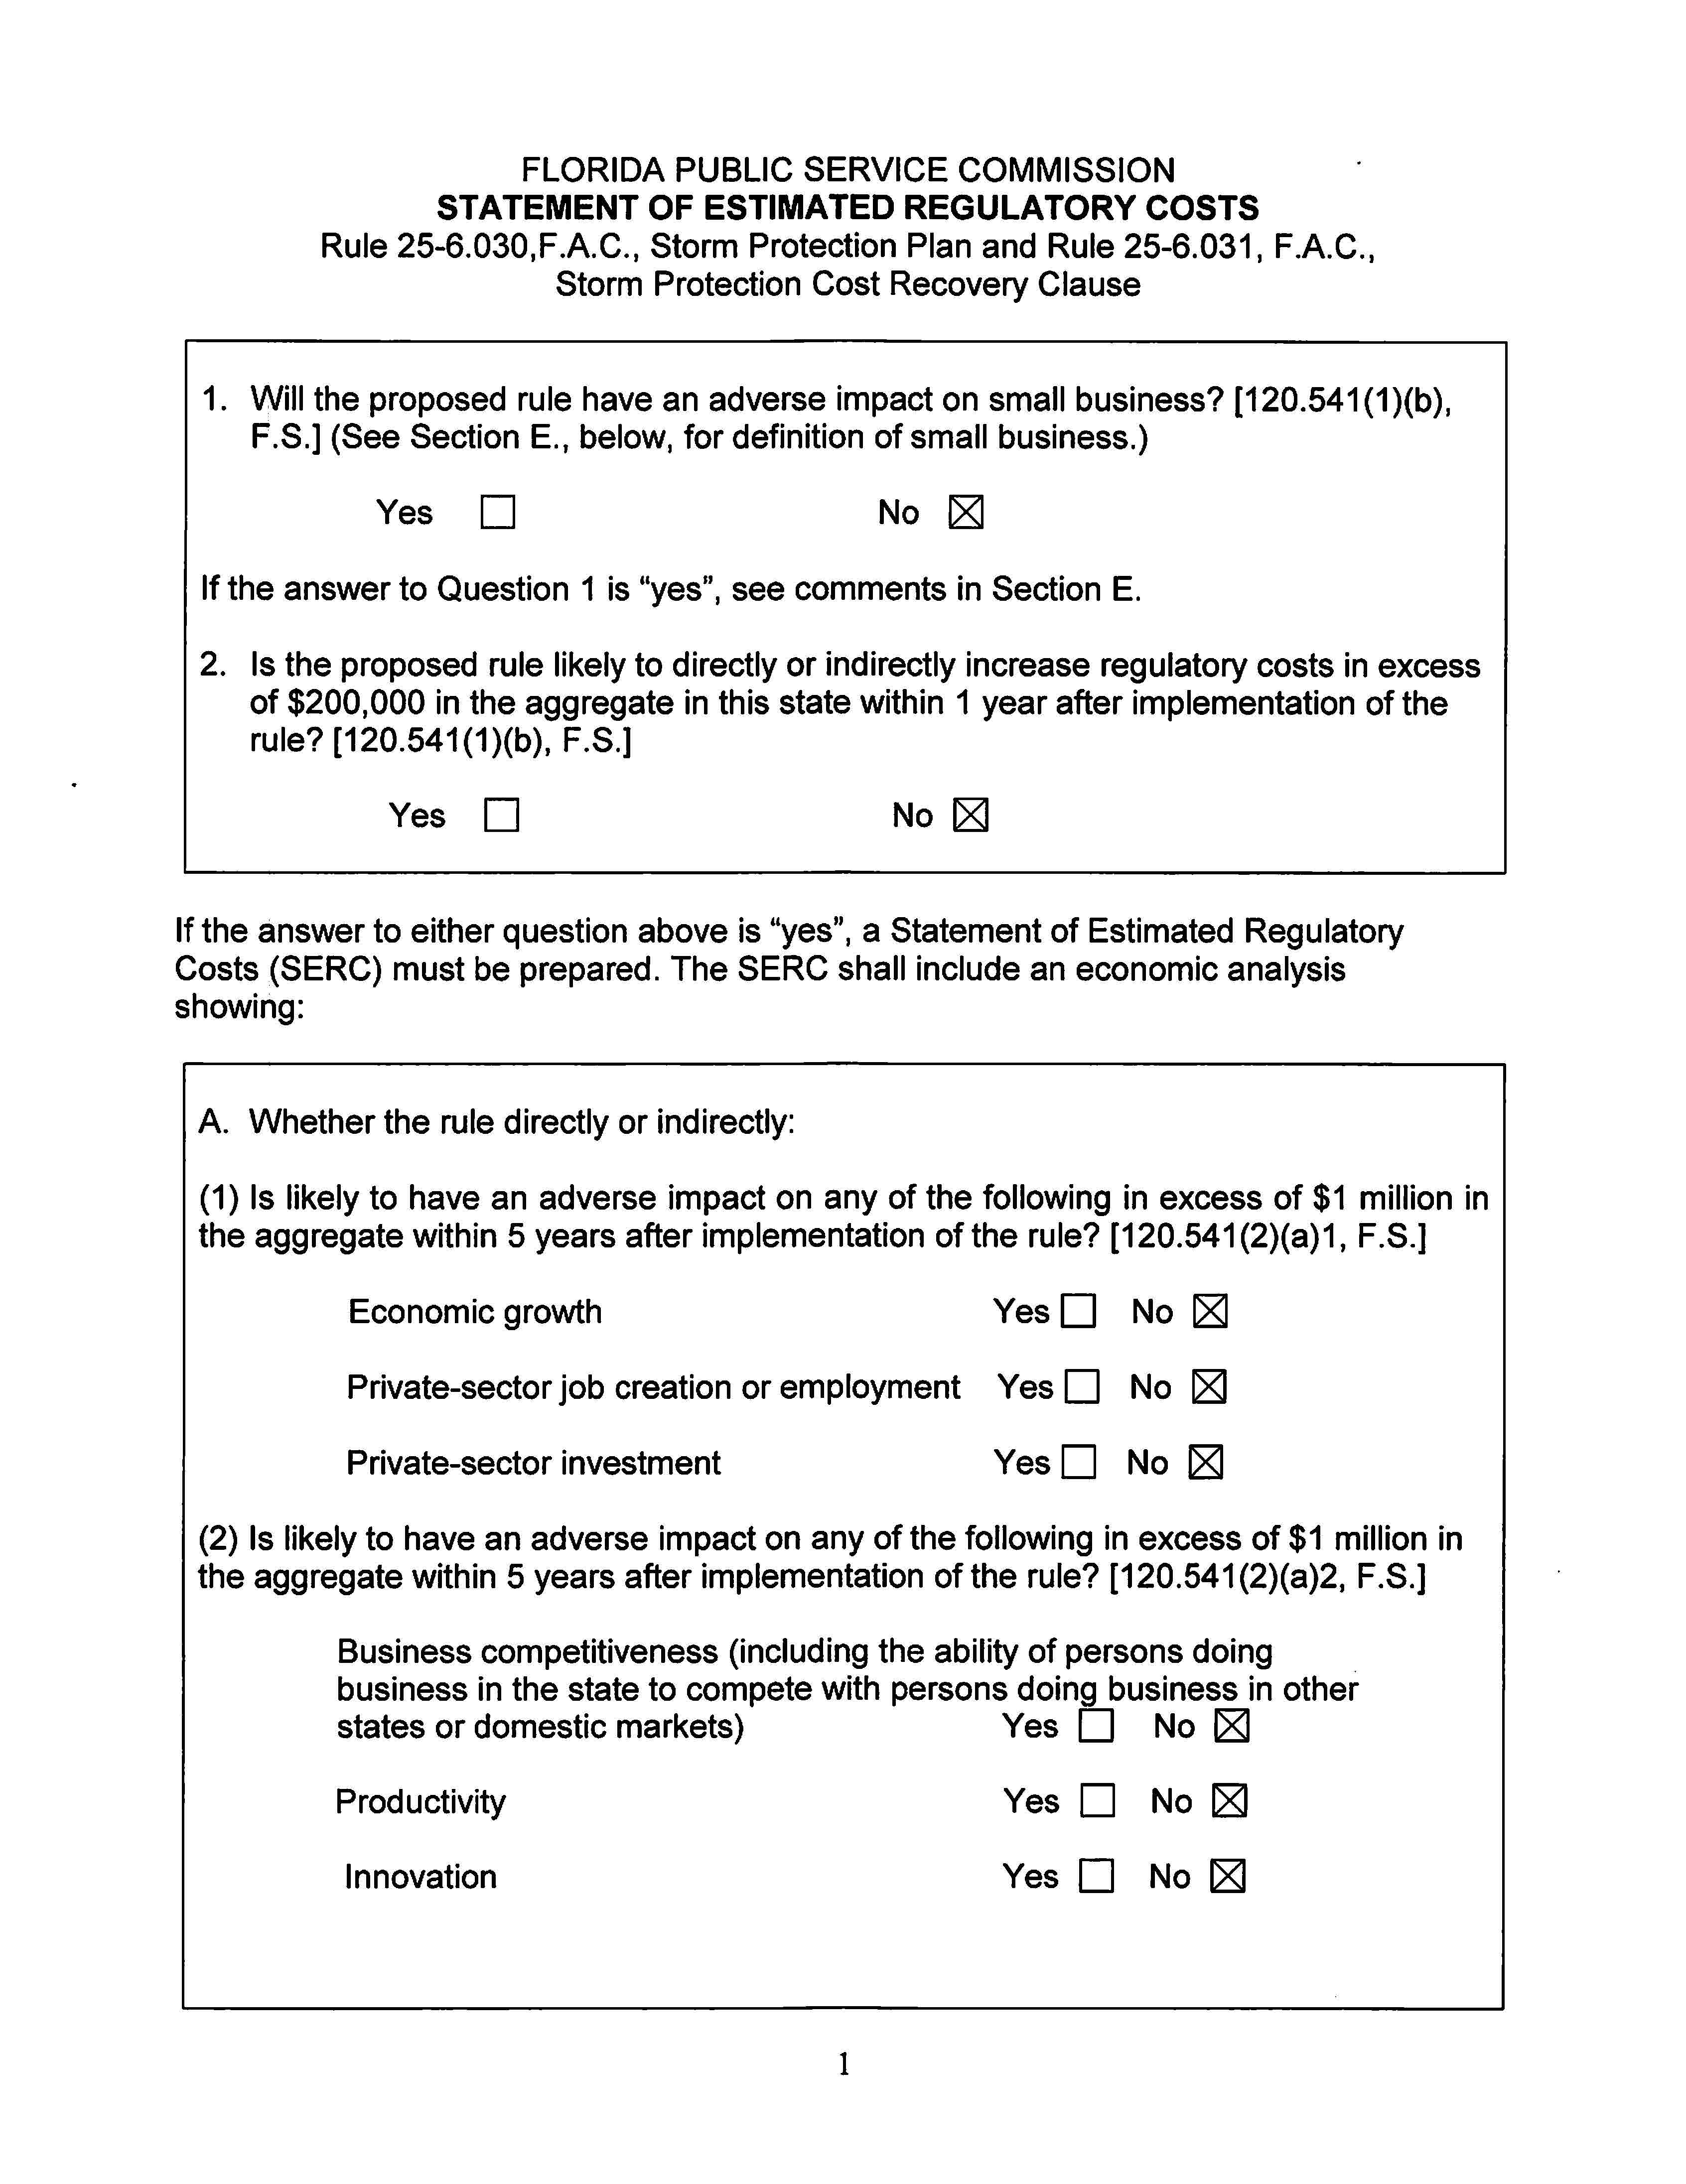 FLORIDA PUBLIC SERVICE COMMISSION
STATEMENT OF ESTIMATED REGULATORY COSTS
Rule 25-6.030,F.A.C., Storm Protection Plan and Rule 25-6.031, F.A.C.,
Storm Protection Cost Recovery Clause
1. Will the proposed rule have an adverse impact on small business? [120.541(1)(b),
F.S.] (See Section E., below, for definition of small business.)
Yes ☐ No ☒
If the answer to Question 1 is “yes”, see comments in Section E.
2. Is the proposed rule likely to directly or indirectly increase regulatory costs in excess
of $200,000 in the aggregate in this state within 1 year after implementation of the
rule? [120.541(1)(b), F.S.]
Yes ☐ No ☒
If the answer to either question above is “yes”, a Statement of Estimated Regulatory
Costs (SERC) must be prepared. The SERC shall include an economic analysis
showing:
A. Whether the rule directly or indirectly:
(1) Is likely to have an adverse impact on any of the following in excess of $1 million in
the aggregate within 5 years after implementation of the rule? [120.541(2)(a)1, F.S.]
Economic growth Yes ☐ No ☒
Private-sector job creation or employment Yes ☐ No ☒
Private-sector investment Yes ☐ No ☒
(2) Is likely to have an adverse impact on any of the following in excess of $1 million in
the aggregate within 5 years after implementation of the rule? [120.541(2)(a)2, F.S.]
Business competitiveness (including the ability of persons doing
business in the state to compete with persons doing business in other
states or domestic markets) Yes ☐ No ☒
Productivity Yes ☐ No ☒
Innovation Yes ☐ No ☒
1